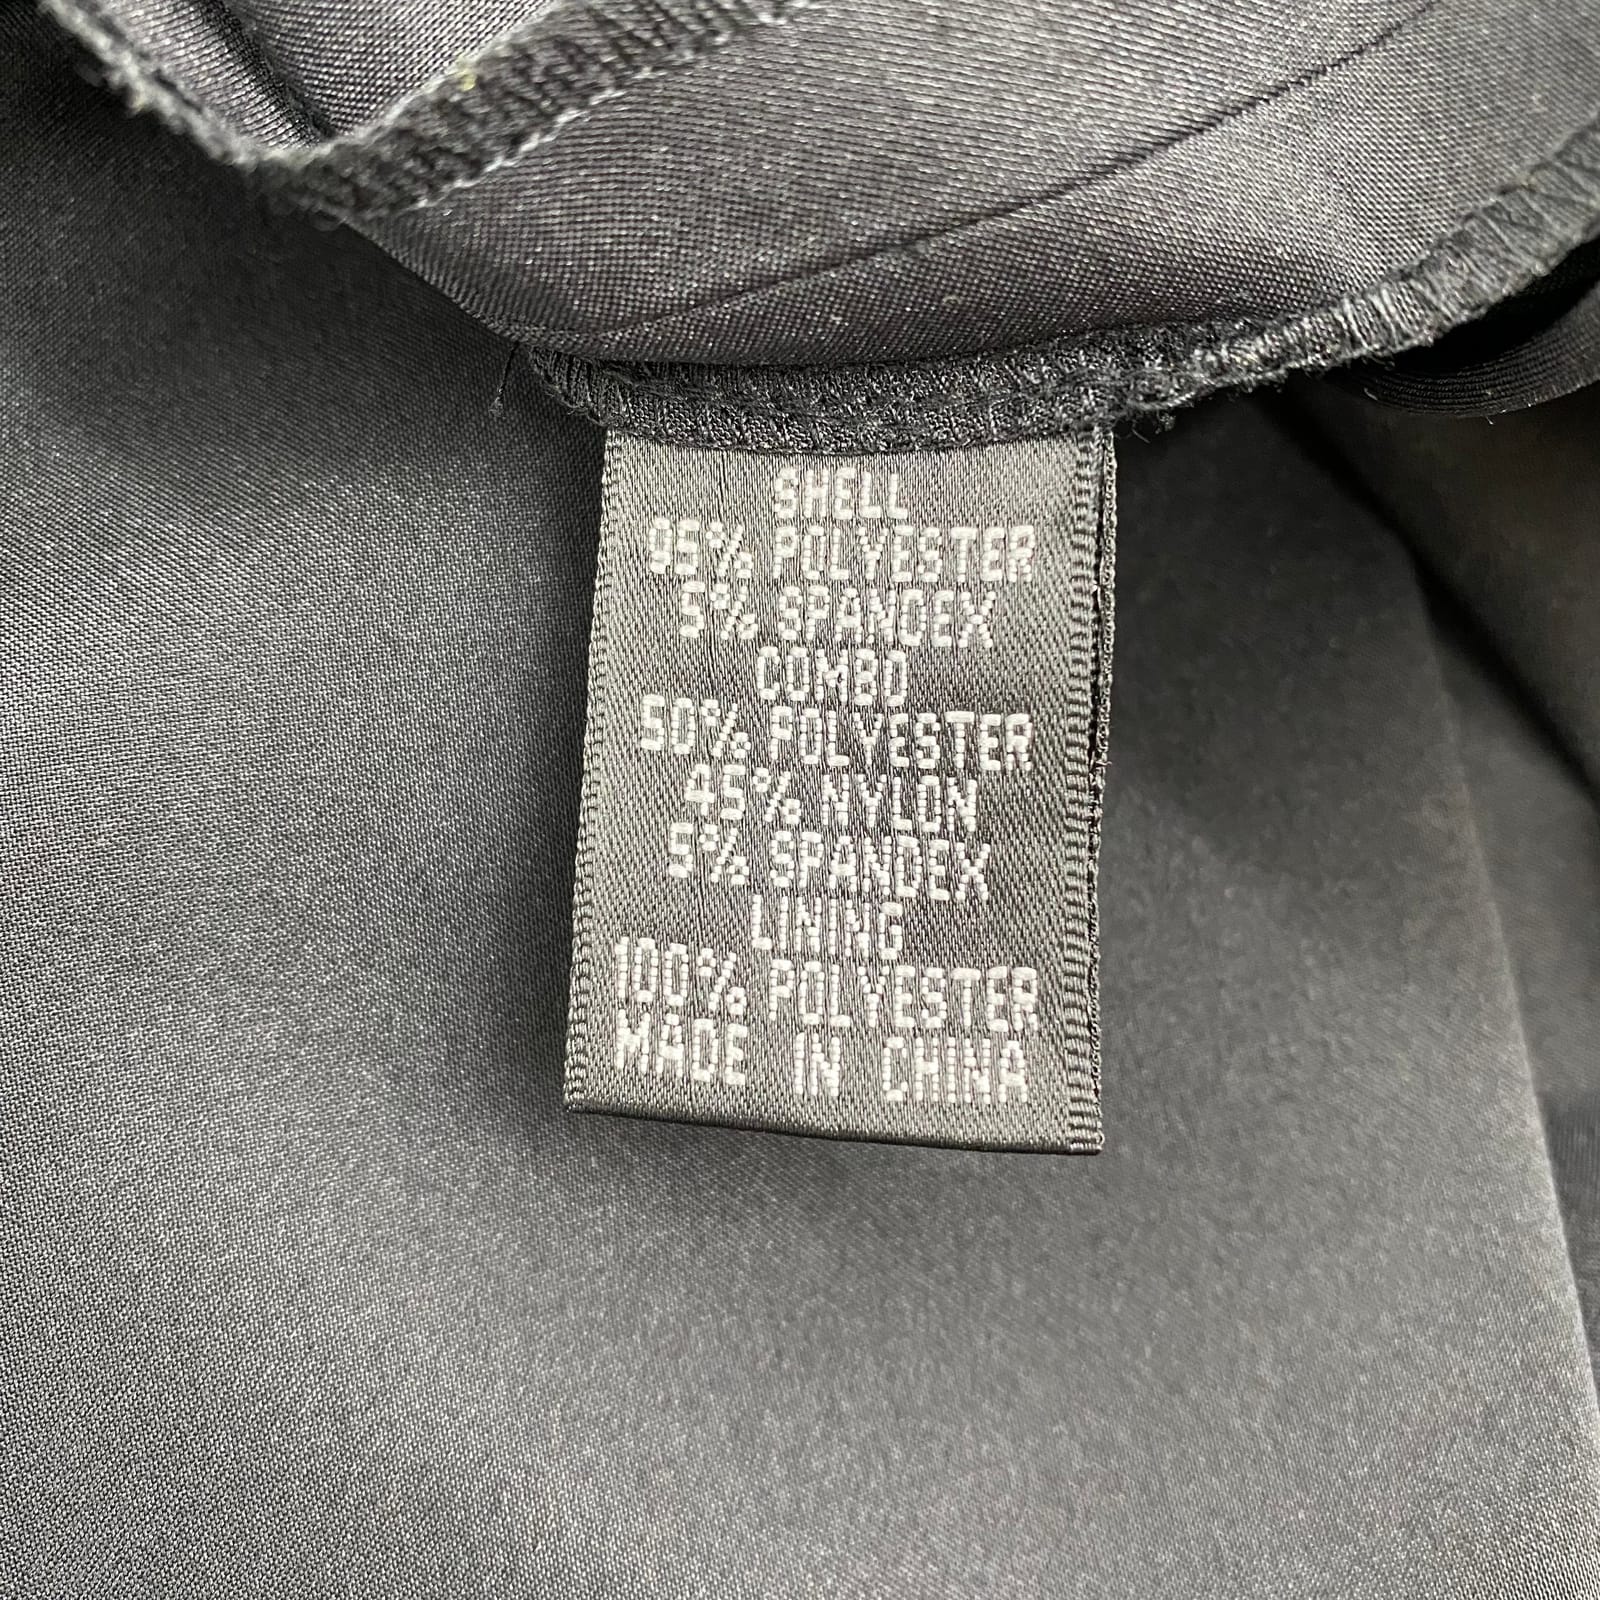 SHELL
95% POLYESTER
5% SPANDEX
COMBO
50% POLYESTER
45% NYLON
5% SPANDEX
LINING
100% POLYESTER
MADE IN CHINA